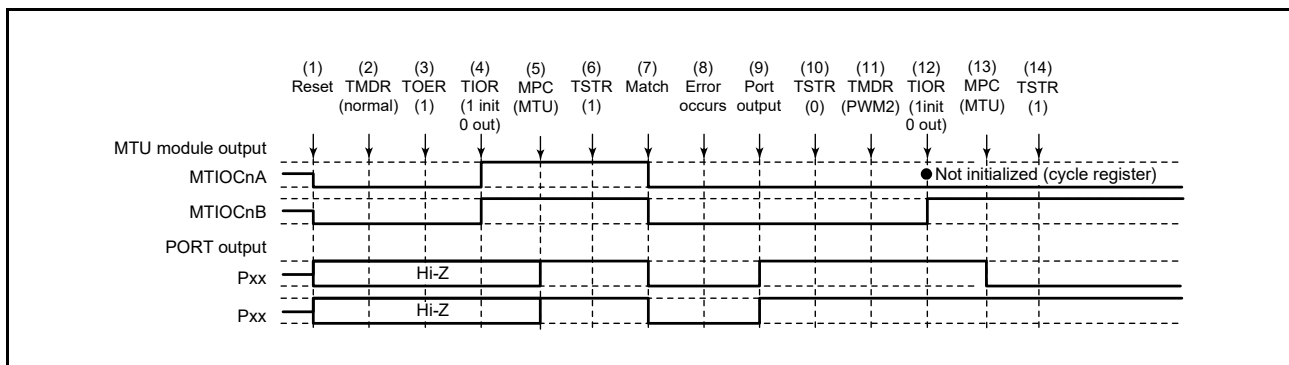 (1) (2) (3) (4) (5) (6) (7) (8) (9) (10) (11) (12) (13) (14)
Reset TMDR TOER TIOR MPC TSTR Match Error Port TSTR TMDR TIOR MPC TSTR
(normal) (1) (1 init (MTU) (1) occurs output (0) (PWM2) (1init (MTU) (1)
0 out) 0 out)
MTU module output
MTIOCnA ● Not initialized (cycle register)
MTIOCnB
PORT output
Pxx Hi-Z
Pxx Hi-Z